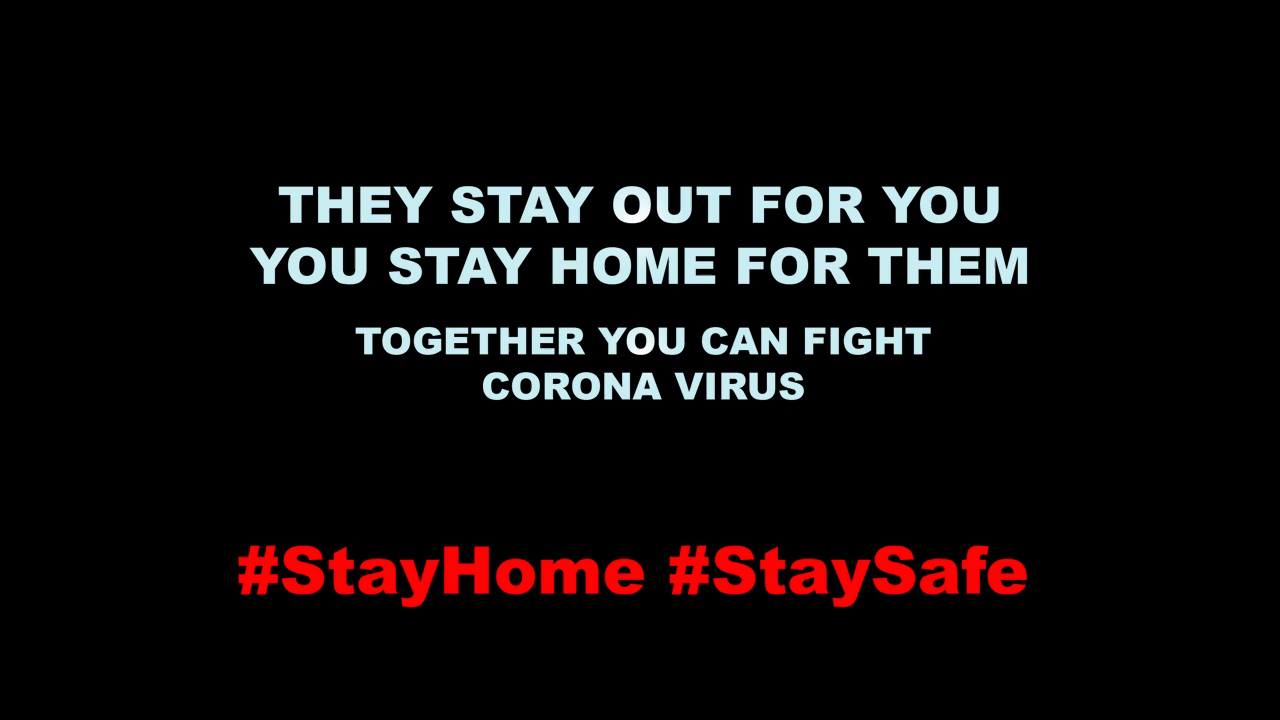 THEY STAY OUT FOR YOU
YOU STAY HOME FOR THEM
TOGETHER YOU CAN FIGHT
CORONA VIRUS
#StayHome #StaySafe